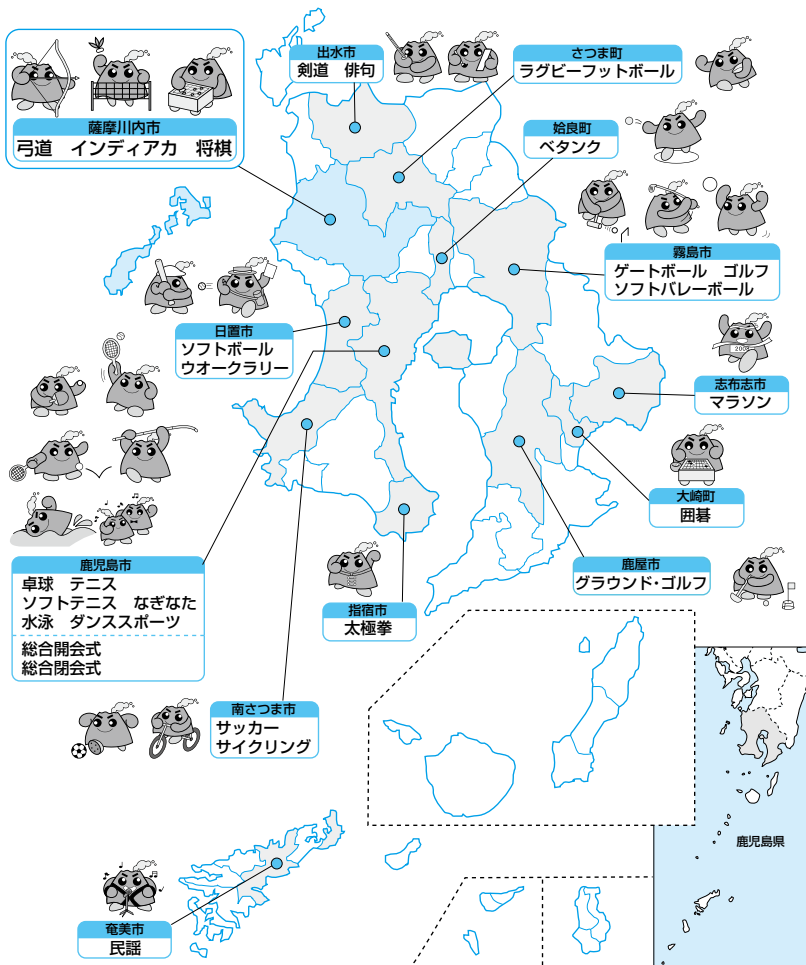 薩摩川内市
弓道　インディアカ　将棋
出水市
剣道　俳句
さつま町
ラグビーフットボール
姶良町
ペタンク
霧島市
ゲートボール　ゴルフ
ソフトバレーボール
日置市
ソフトボール
ウオークラリー
2008
志布志市
マラソン
大崎町
囲碁
鹿屋市
グラウンド・ゴルフ
指宿市
太極拳
鹿児島市
卓球　テニス
ソフトテニス　なぎなた
水泳　ダンススポーツ
総合開会式
総合閉会式
南さつま市
サッカー
サイクリング
奄美市
民謡
鹿児島県